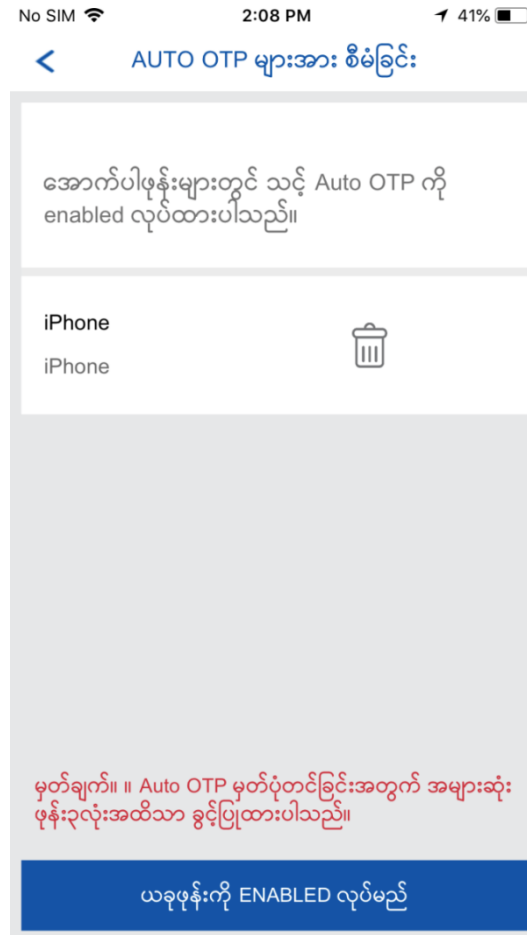 No SIM 2:08 PM 41%
AUTO OTP များအား စီမံခြင်း
အောက်ပါဖုန်းများတွင် သင့် Auto OTP ကို
enabled လုပ်ထားပါသည်။
iPhone
iPhone
မှတ်ချက်။ ။ Auto OTP မှတ်ပုံတင်ခြင်းအတွက် အများဆုံး
ဖုန်း၃လုံးအထိသာ ခွင့်ပြုထားပါသည်။
ယခုဖုန်းကို ENABLED လုပ်မည်